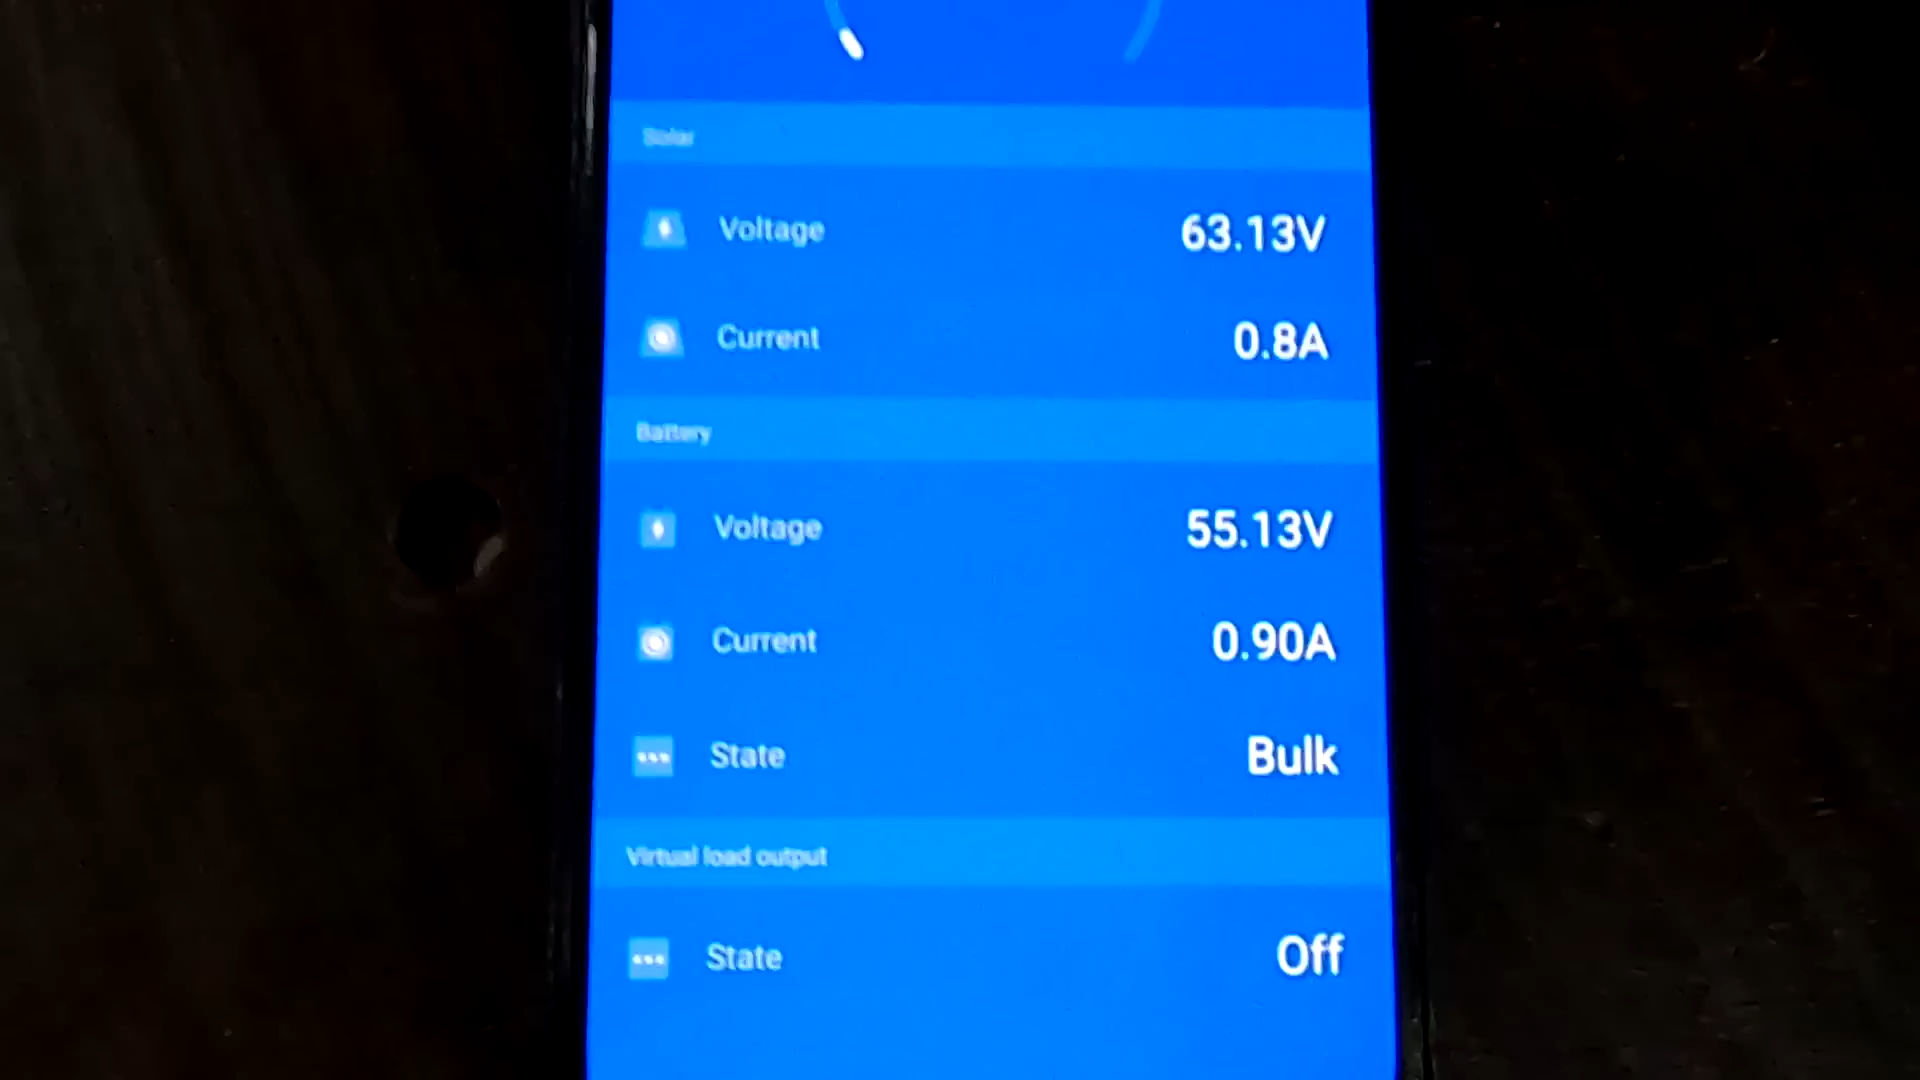 Solar
Voltage 63.13V
Current 0.8A
Battery
Voltage 55.13V
Current 0.90A
State Bulk
Virtual load output
State Off